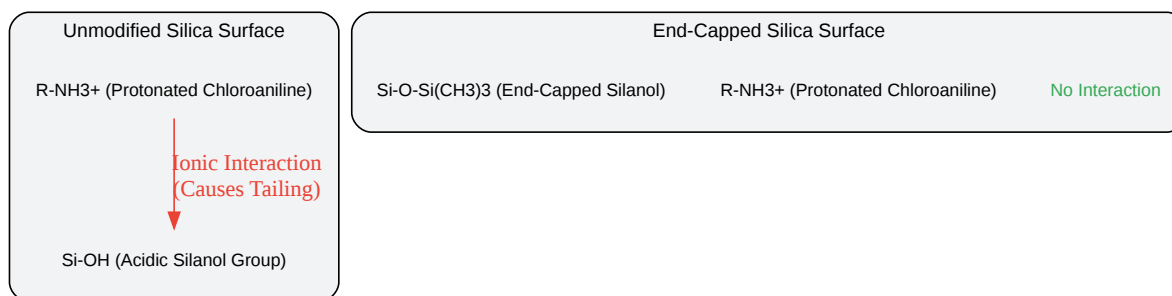 Unmodified Silica Surface
R-NH3+ (Protonated Chloroaniline)
Ionic Interaction
(Causes Tailing)
Si-OH (Acidic Silanol Group)
End-Capped Silica Surface
Si-O-Si(CH3)3 (End-Capped Silanol)
R-NH3+ (Protonated Chloroaniline)
No Interaction